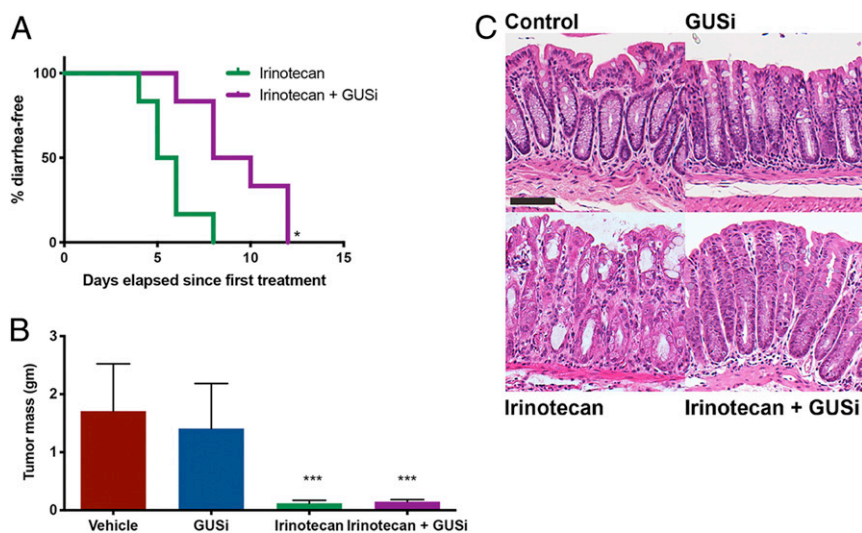 A
Irinotecan
Irinotecan + GUSi
100
50
0
% diarrhea-free
0 5 10 15
*
Days elapsed since first treatment
B
3
2
1
0
Tumor mass (gm)
*** ***
Vehicle GUSi Irinotecan Irinotecan + GUSi
C
Control GUSi
Irinotecan Irinotecan + GUSi